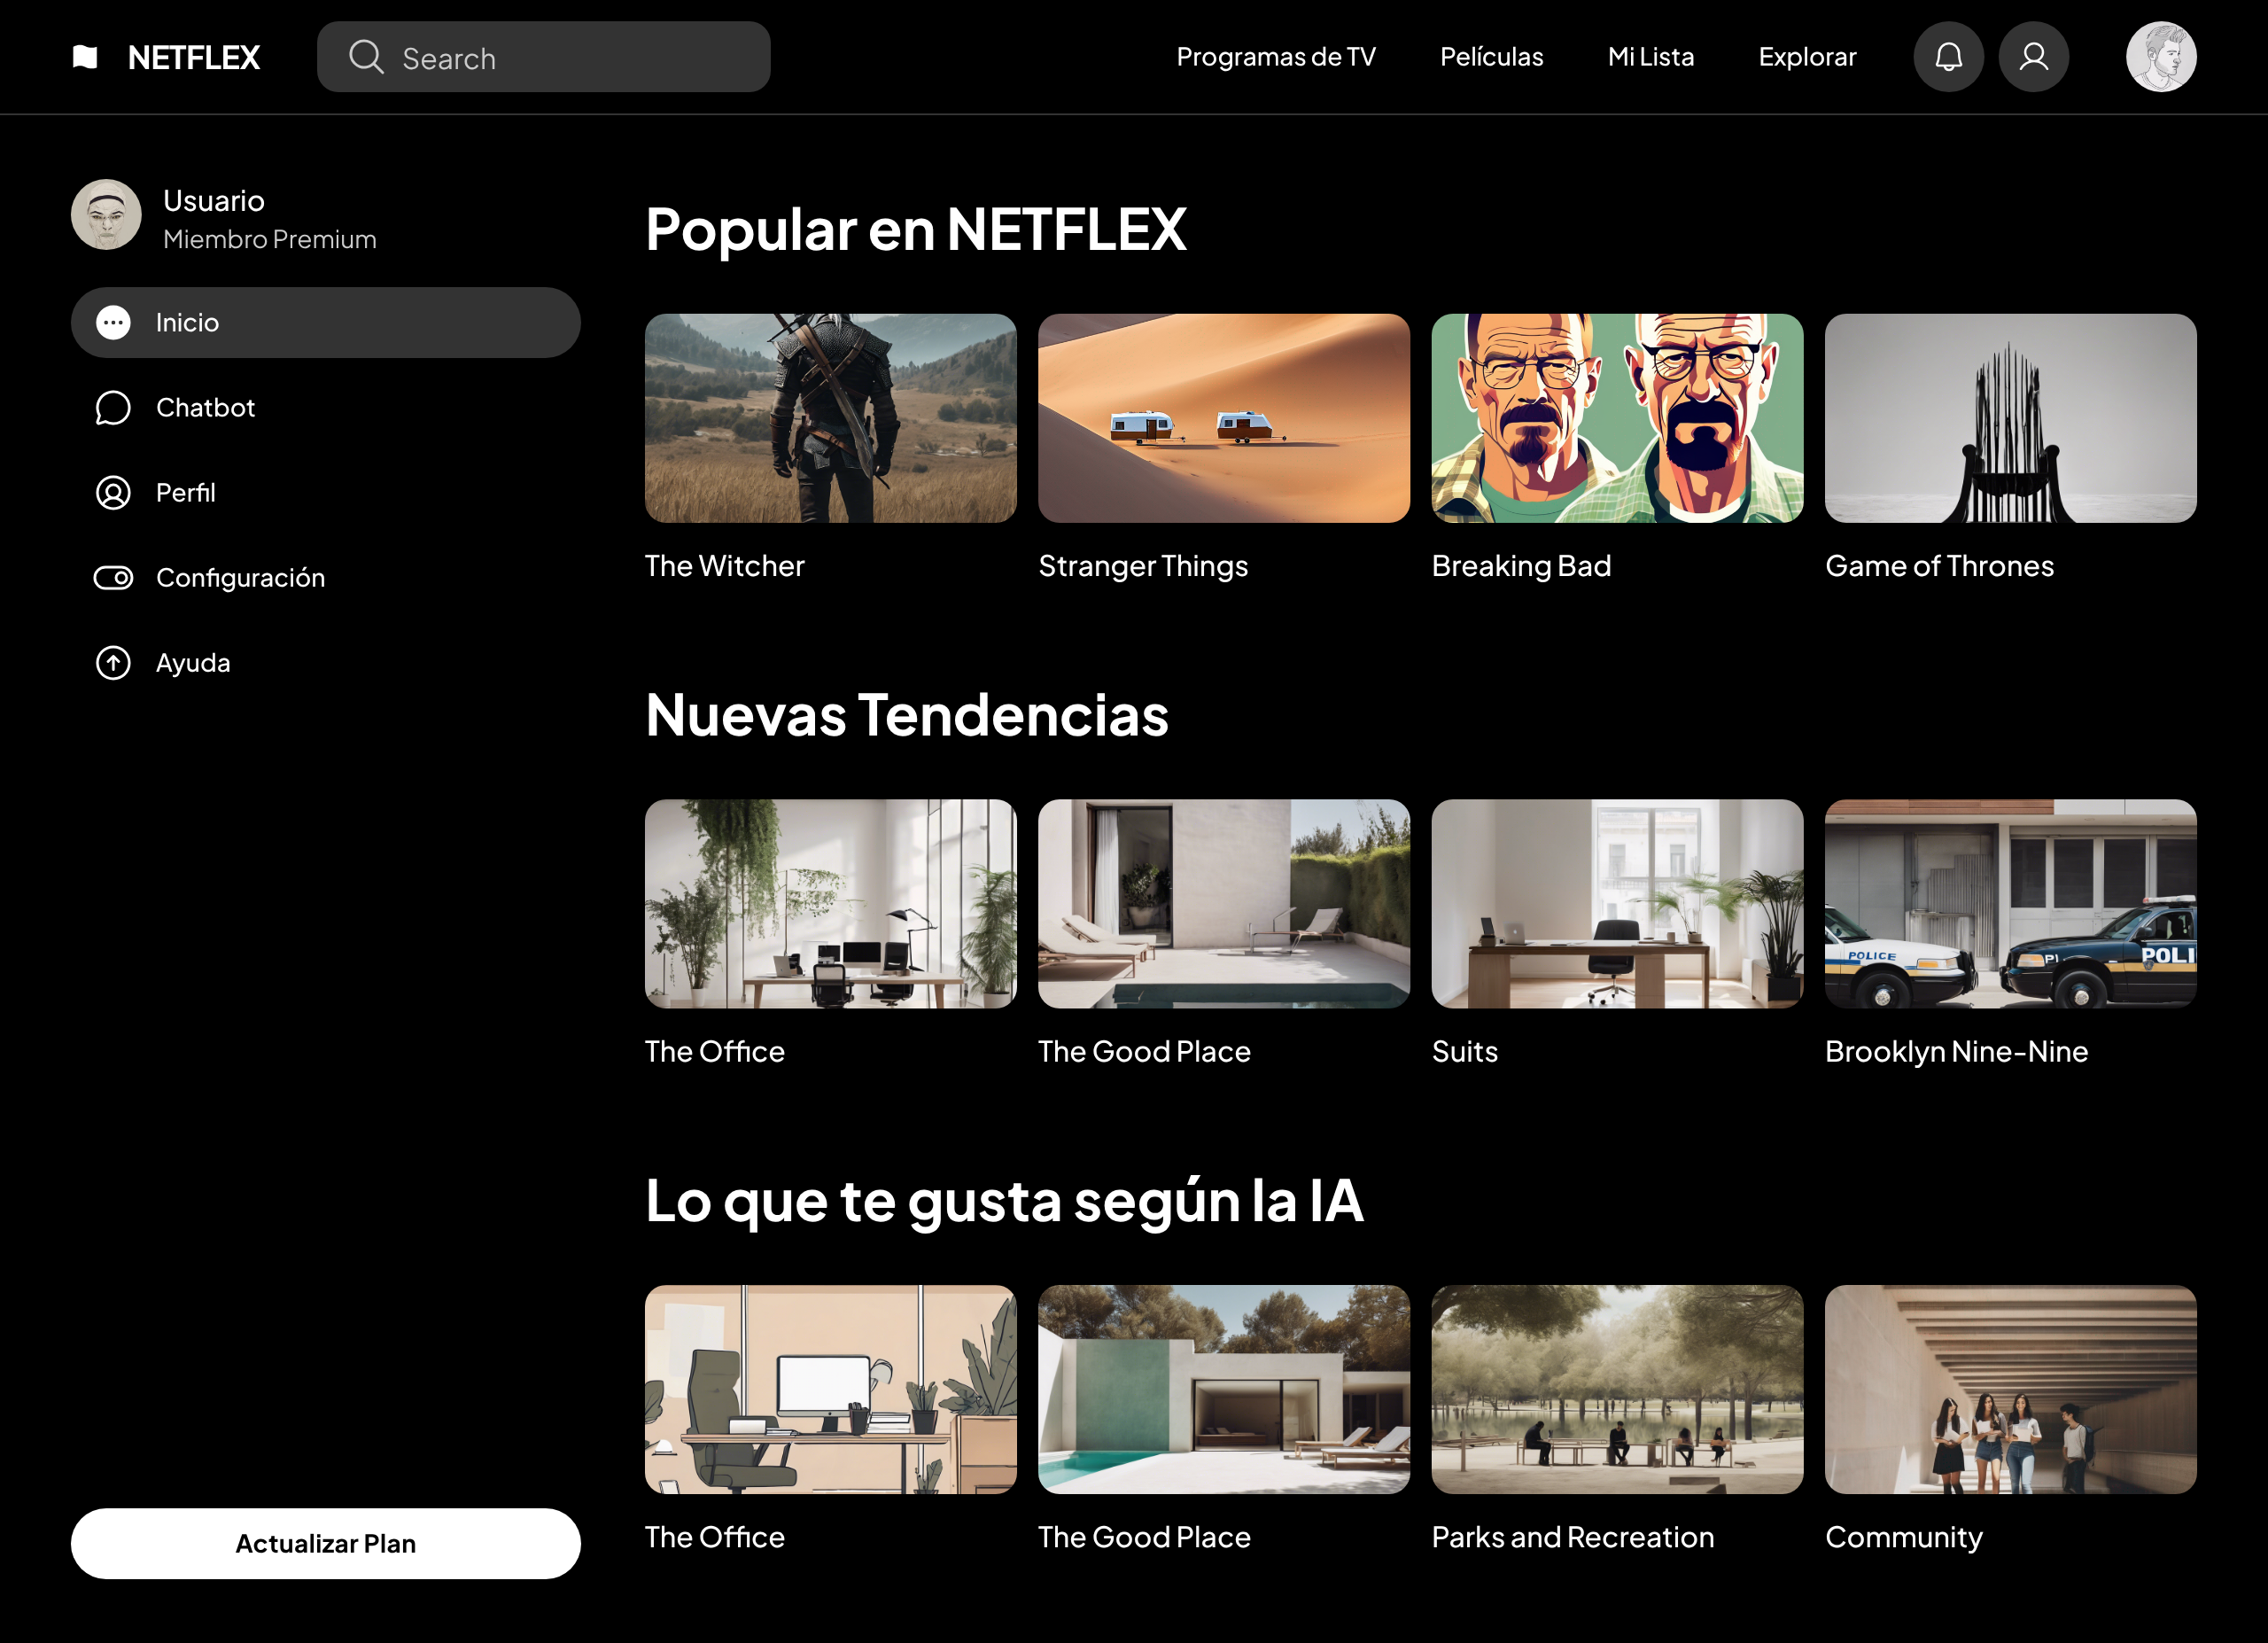 NETFLEX
Search
Programas de TV
Películas
Mi Lista
Explorar
Usuario
Miembro Premium
Inicio
Chatbot
Perfil
Configuración
Ayuda
Actualizar Plan
Popular en NETFLEX
The Witcher
Stranger Things
Breaking Bad
Game of Thrones
Nuevas Tendencias
POLICE
POLI
The Office
The Good Place
Suits
Brooklyn Nine-Nine
Lo que te gusta según la IA
The Office
The Good Place
Parks and Recreation
Community